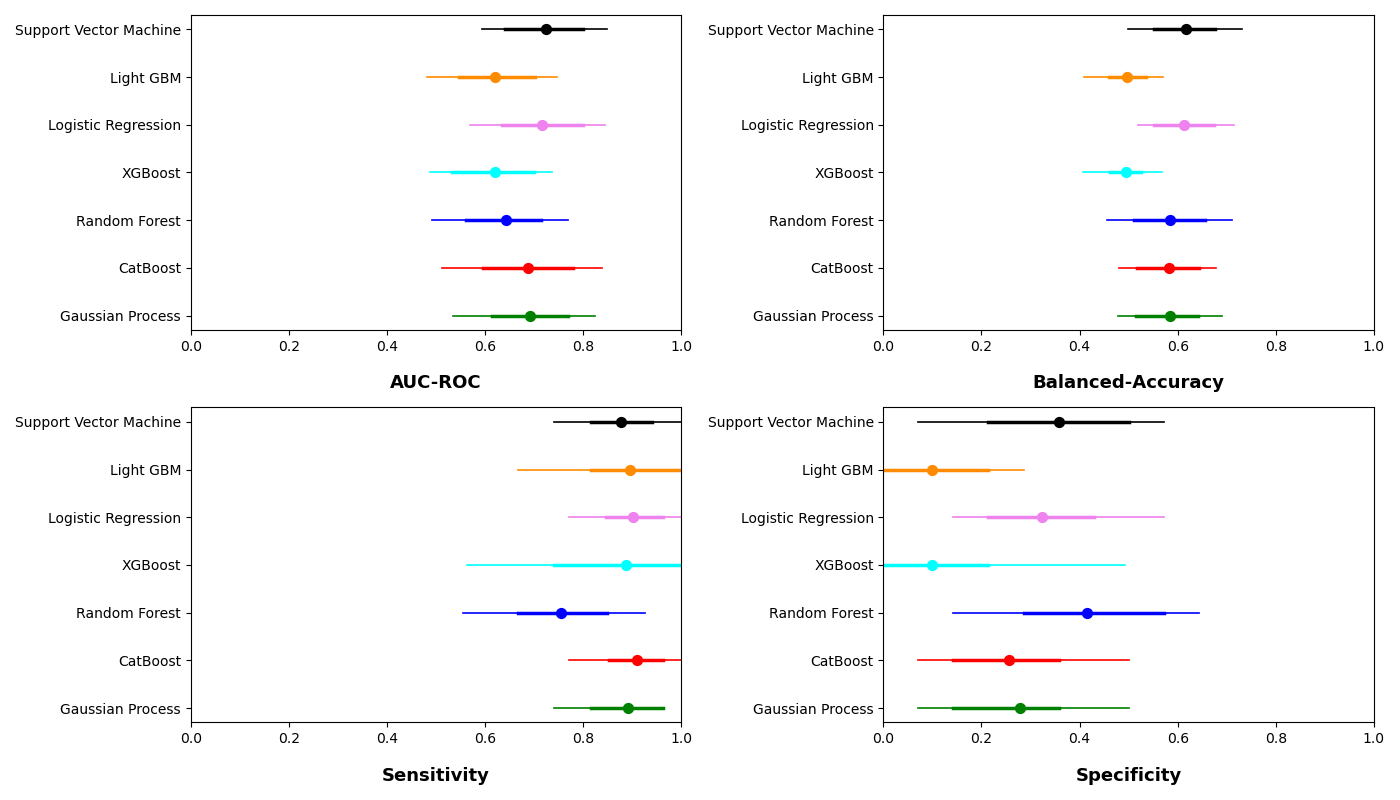 Support Vector Machine
Light GBM
Logistic Regression
XGBoost
Random Forest
CatBoost
Gaussian Process
0.0 0.2 0.4 0.6 0.8 1.0
AUC-ROC
Support Vector Machine
Light GBM
Logistic Regression
XGBoost
Random Forest
CatBoost
Gaussian Process
0.0 0.2 0.4 0.6 0.8 1.0
Balanced-Accuracy
Support Vector Machine
Light GBM
Logistic Regression
XGBoost
Random Forest
CatBoost
Gaussian Process
0.0 0.2 0.4 0.6 0.8 1.0
Sensitivity
Support Vector Machine
Light GBM
Logistic Regression
XGBoost
Random Forest
CatBoost
Gaussian Process
0.0 0.2 0.4 0.6 0.8 1.0
Specificity